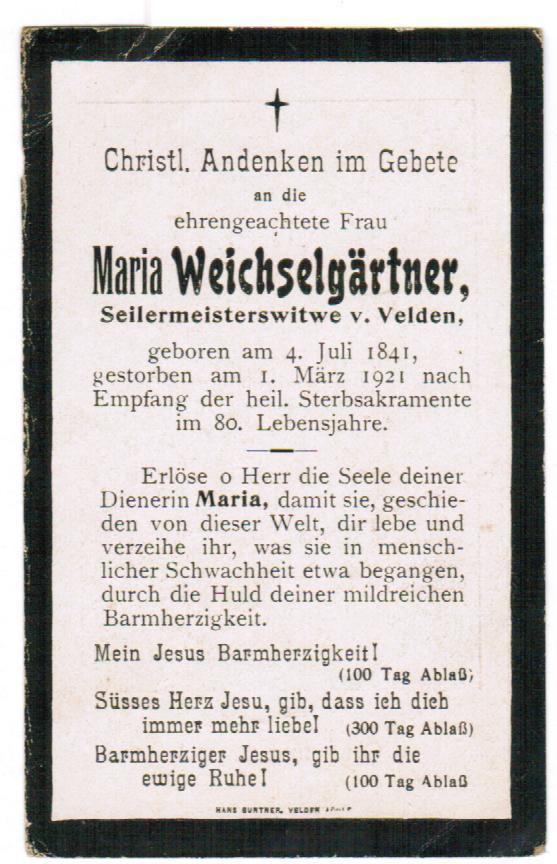 Christl. Andenken im Gebete
an die
ehrengeachtete Frau
Maria Weichselgärtner,
Seilermeisterswitwe v. Velden,
geboren am 4. Juli 1841,
gestorben am 1. März 1921 nach
Empfang der heil. Sterbsakramente
im 80. Lebensjahre.
Erlöse o Herr die Seele deiner
Dienerin Maria, damit sie, geschie-
den von dieser Welt, dir lebe und
verzeihe ihr, was sie in mensch-
licher Schwachheit etwa begangen,
durch die Huld deiner mildreichen
Barmherzigkeit.
Mein Jesus Barmherzigkeit!
(100 Tag Ablaß)
Süsses Herz Jesu, gib, dass ich dich
immer mehr liebe! (300 Tag Ablaß)
Barmherziger Jesus, gib ihr die
ewige Ruhe! (100 Tag Ablaß
HANS BURTNER, VELDEN